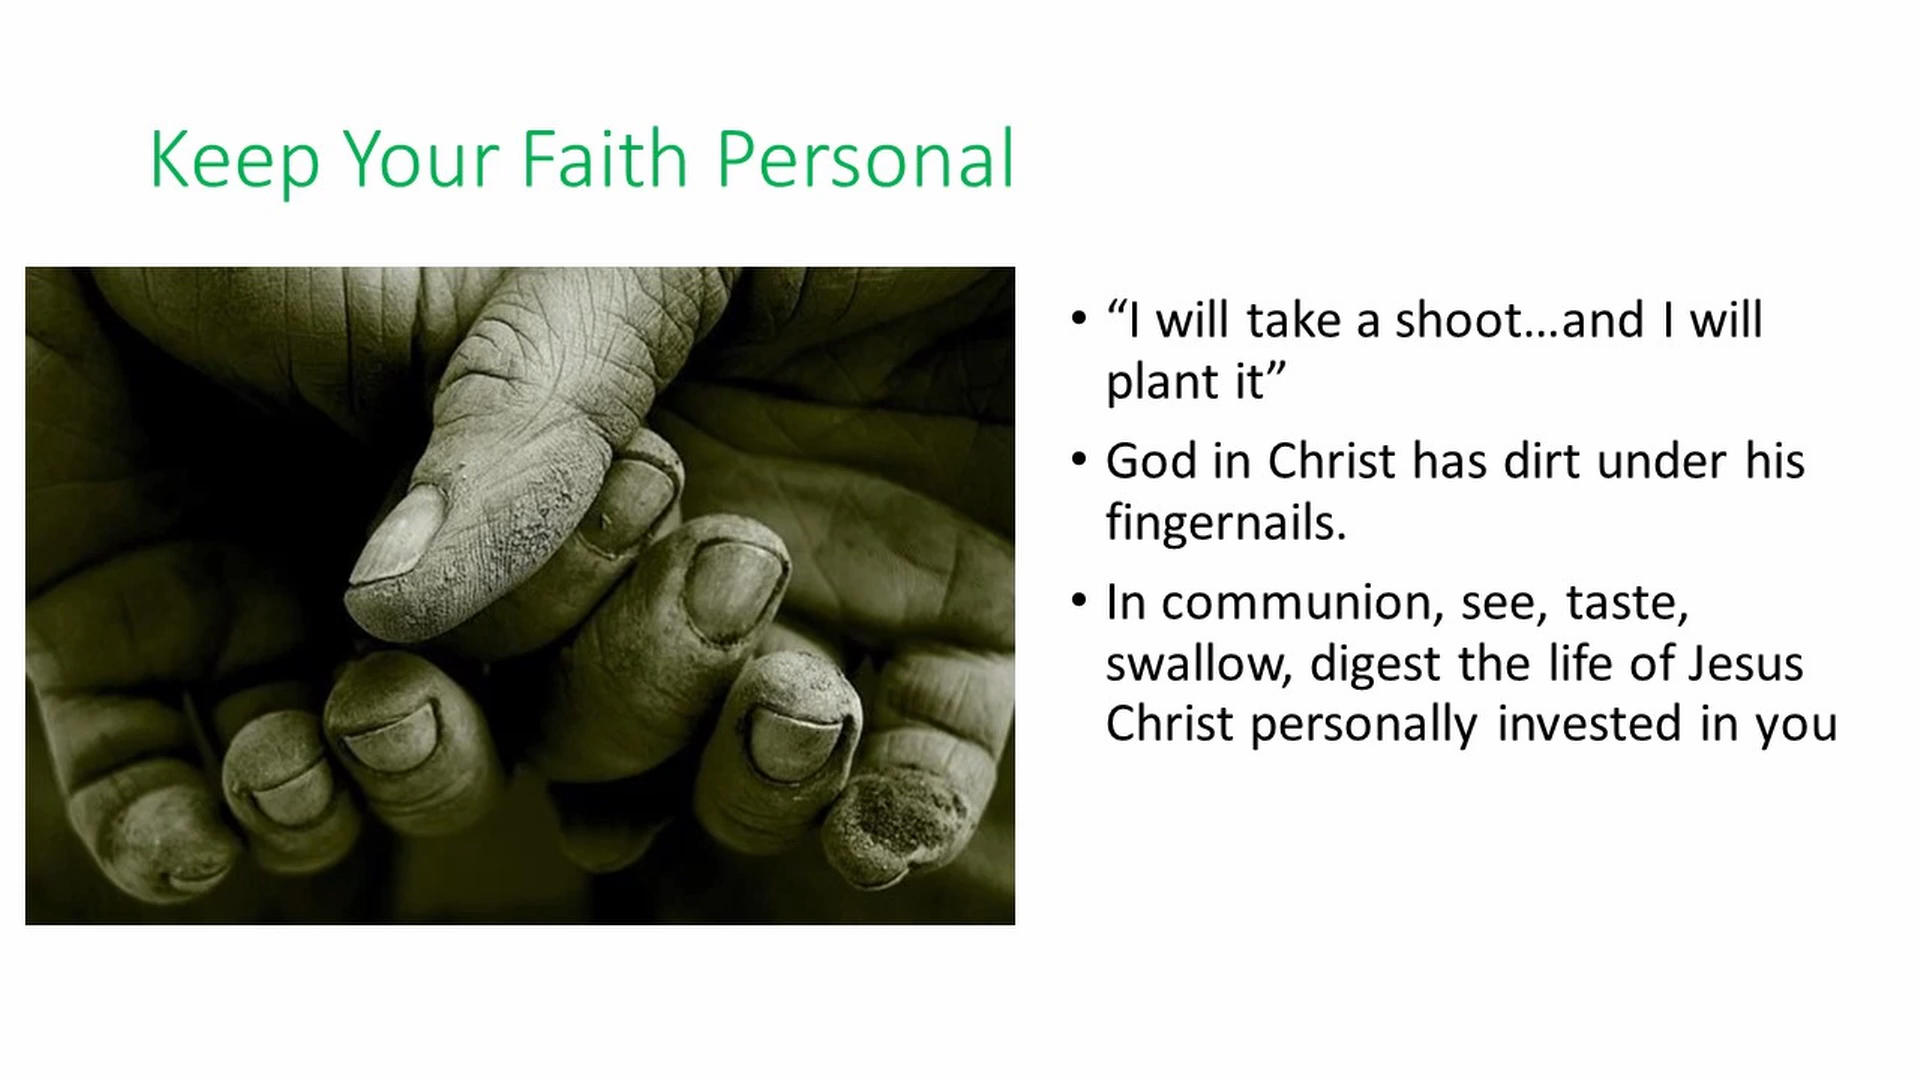 Keep Your Faith Personal
• “I will take a shoot...and I will
plant it”
• God in Christ has dirt under his
fingernails.
• In communion, see, taste,
swallow, digest the life of Jesus
Christ personally invested in you